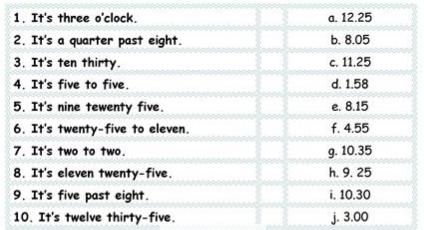 1. It's three o'clock. a. 12.25
2. It's a quarter past eight. b. 8.05
3. It's ten thirty. c. 11.25
4. It's five to five. d. 1.58
5. It's nine tewenty five. e. 8.15
6. It's twenty-five to eleven. f. 4.55
7. It's two to two. g. 10.35
8. It's eleven twenty-five. h. 9. 25
9. It's five past eight. i. 10.30
10. It's twelve thirty-five. j. 3.00